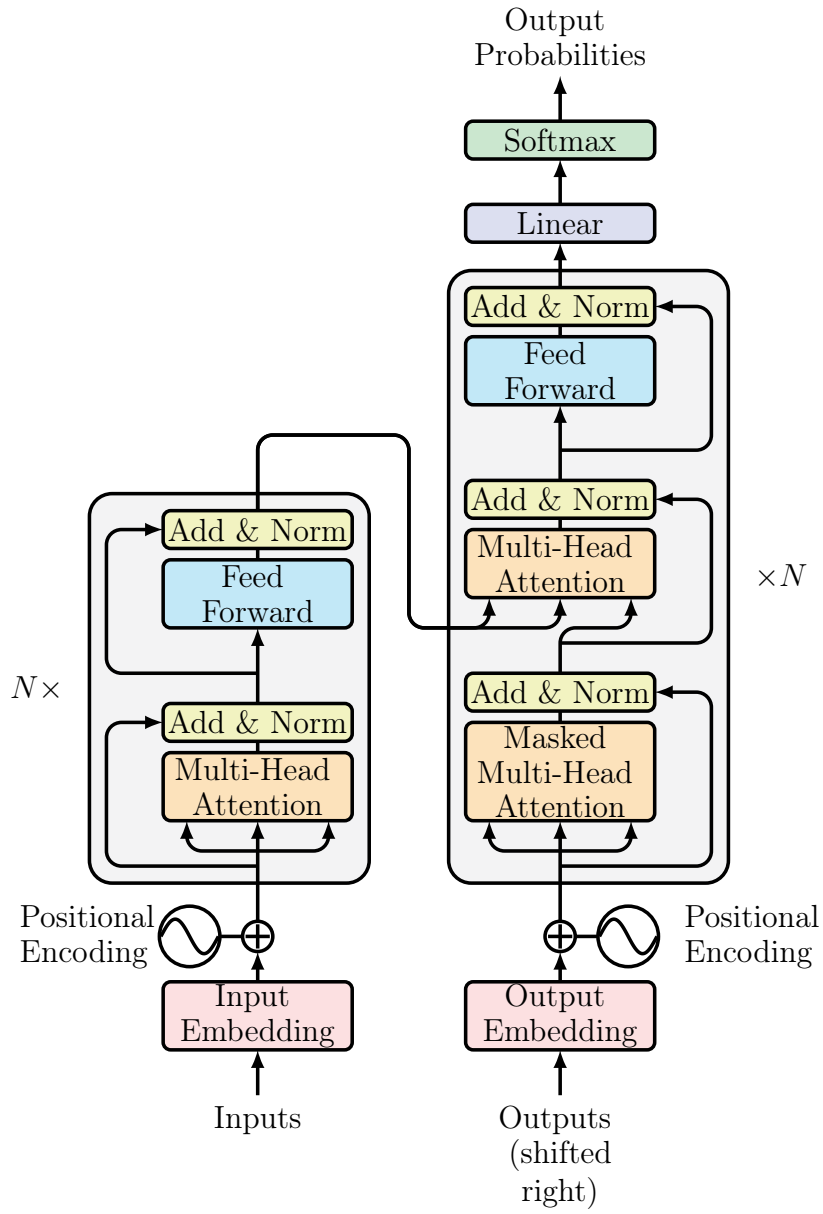 Output
Probabilities
Softmax
Linear
Add & Norm
Feed
Forward
Add & Norm
Multi-Head
Attention
×N
Add & Norm
Masked
Multi-Head
Attention
Add & Norm
Feed
Forward
N×
Add & Norm
Multi-Head
Attention
Positional
Encoding
Positional
Encoding
Input
Embedding
Output
Embedding
Inputs
Outputs
(shifted
right)